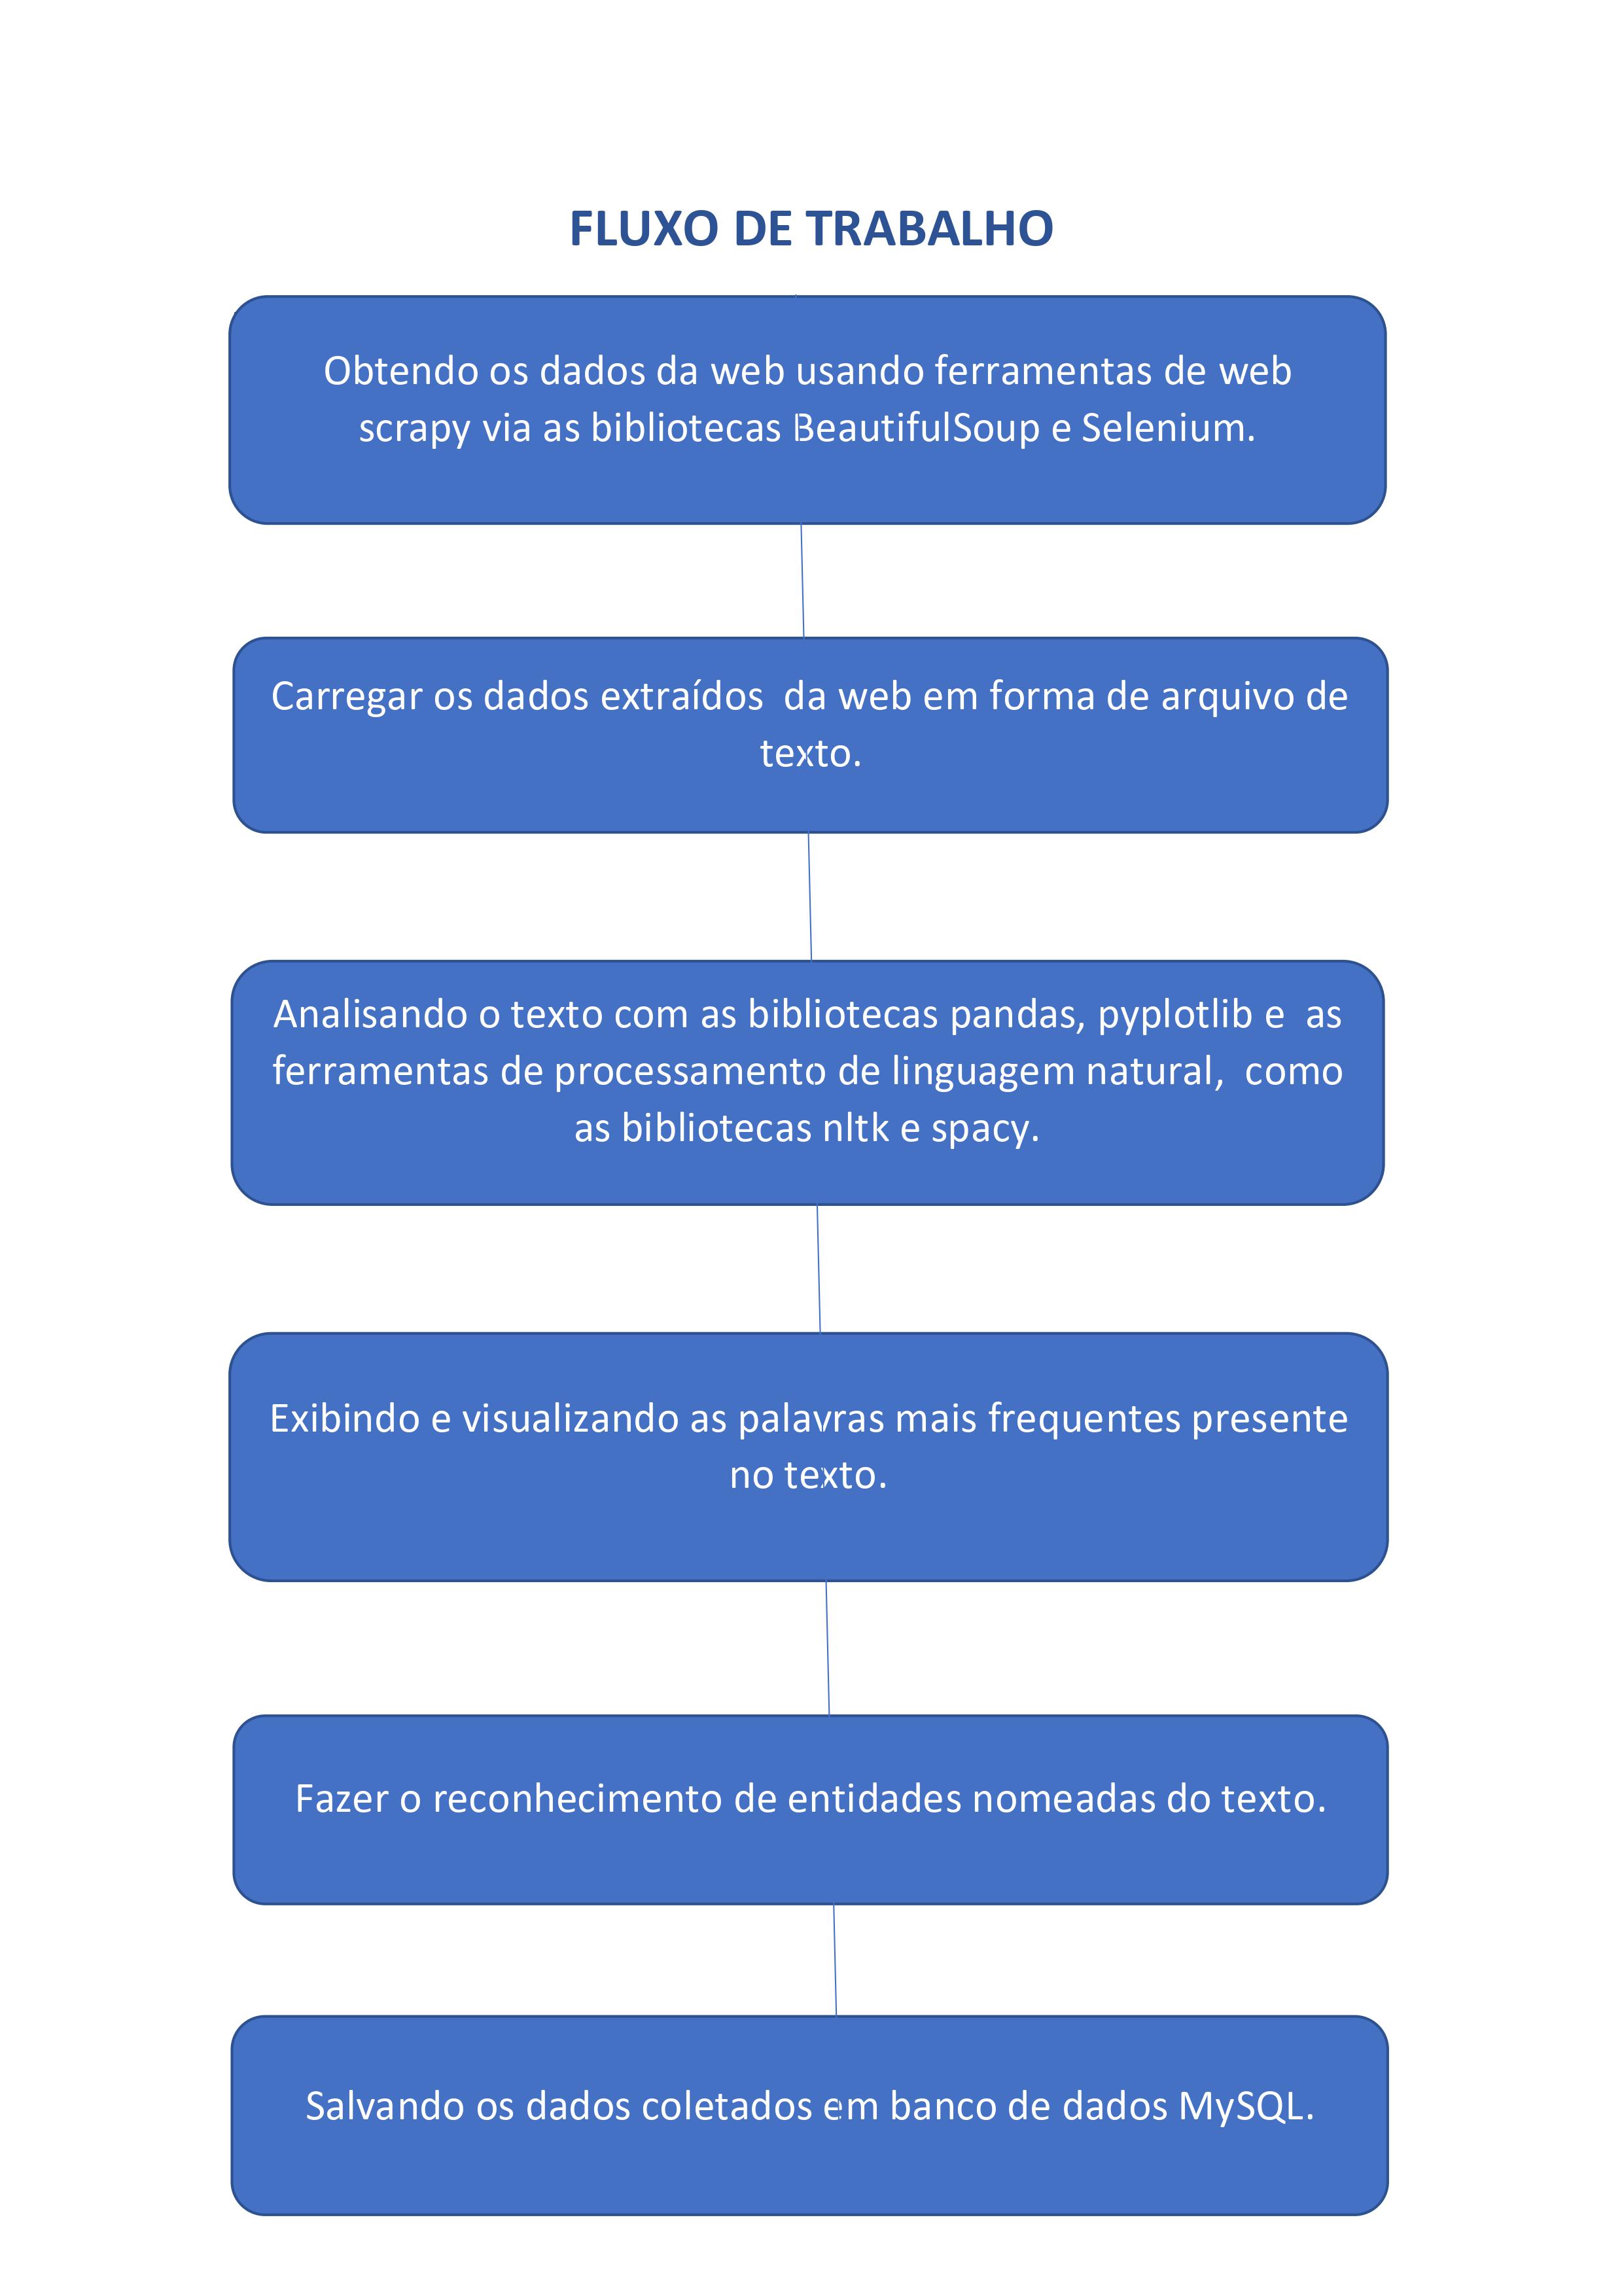 FLUXO DE TRABALHO
Obtendo os dados da web usando ferramentas de web
scrapy via as bibliotecas BeautifulSoup e Selenium.
Carregar os dados extraídos  da web em forma de arquivo de
texto.
Analisando o texto com as bibliotecas pandas, pyplotlib e  as
ferramentas de processamento de linguagem natural,  como
as bibliotecas nltk e spacy.
Exibindo e visualizando as palavras mais frequentes presente
no texto.
Fazer o reconhecimento de entidades nomeadas do texto.
Salvando os dados coletados em banco de dados MySQL.